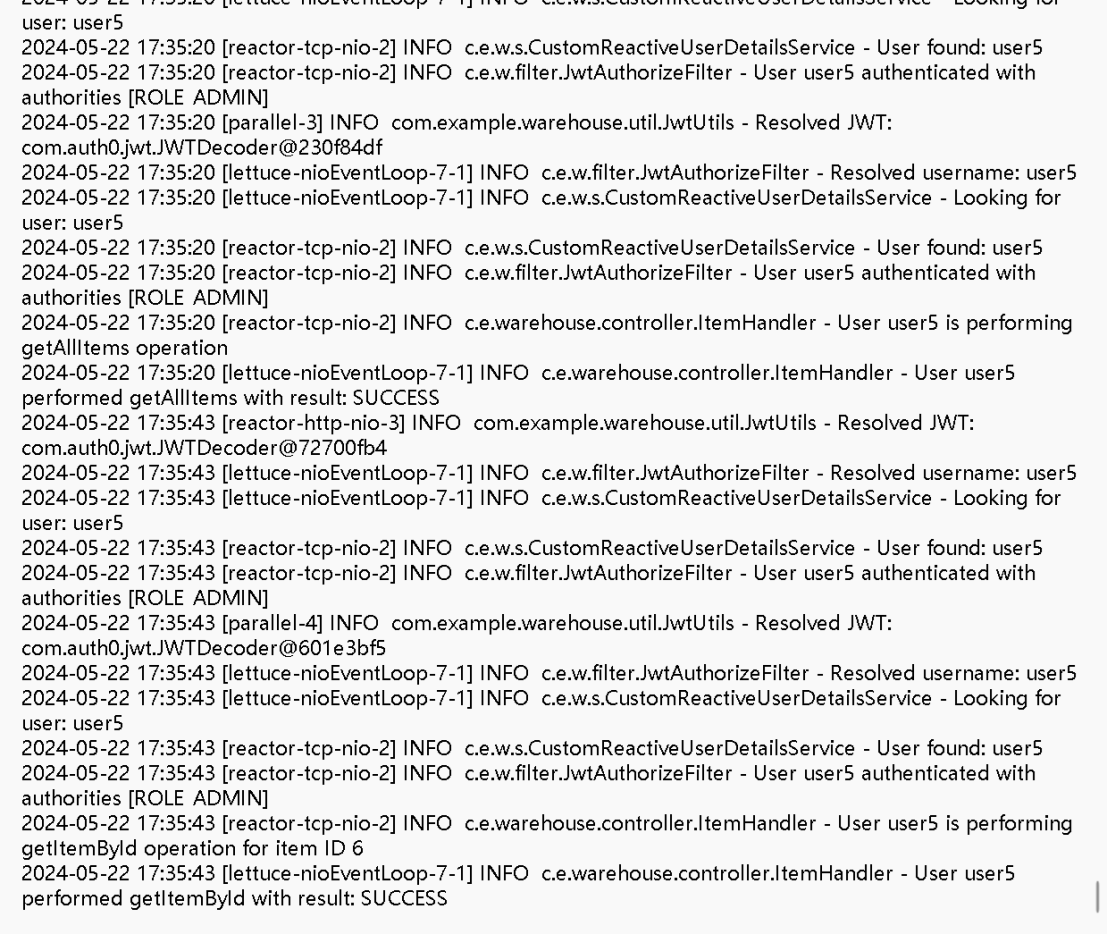 2024-05-22 17:35:20 [lettuce-nioEventLoop-7-1] INFO  c.e.w.s.CustomReactiveUserDetailsService - Looking for
user: user5
2024-05-22 17:35:20 [reactor-tcp-nio-2] INFO  c.e.w.s.CustomReactiveUserDetailsService - User found: user5
2024-05-22 17:35:20 [reactor-tcp-nio-2] INFO  c.e.w.filter.JwtAuthorizeFilter - User user5 authenticated with
authorities [ROLE_ADMIN]
2024-05-22 17:35:20 [parallel-3] INFO  com.example.warehouse.util.JwtUtils - Resolved JWT:
com.auth0.jwt.JWTDecoder@230f84df
2024-05-22 17:35:20 [lettuce-nioEventLoop-7-1] INFO  c.e.w.filter.JwtAuthorizeFilter - Resolved username: user5
2024-05-22 17:35:20 [lettuce-nioEventLoop-7-1] INFO  c.e.w.s.CustomReactiveUserDetailsService - Looking for
user: user5
2024-05-22 17:35:20 [reactor-tcp-nio-2] INFO  c.e.w.s.CustomReactiveUserDetailsService - User found: user5
2024-05-22 17:35:20 [reactor-tcp-nio-2] INFO  c.e.w.filter.JwtAuthorizeFilter - User user5 authenticated with
authorities [ROLE_ADMIN]
2024-05-22 17:35:20 [reactor-tcp-nio-2] INFO  c.e.warehouse.controller.ItemHandler - User user5 is performing
getAllItems operation
2024-05-22 17:35:20 [lettuce-nioEventLoop-7-1] INFO  c.e.warehouse.controller.ItemHandler - User user5
performed getAllItems with result: SUCCESS
2024-05-22 17:35:43 [reactor-http-nio-3] INFO  com.example.warehouse.util.JwtUtils - Resolved JWT:
com.auth0.jwt.JWTDecoder@72700fb4
2024-05-22 17:35:43 [lettuce-nioEventLoop-7-1] INFO  c.e.w.filter.JwtAuthorizeFilter - Resolved username: user5
2024-05-22 17:35:43 [lettuce-nioEventLoop-7-1] INFO  c.e.w.s.CustomReactiveUserDetailsService - Looking for
user: user5
2024-05-22 17:35:43 [reactor-tcp-nio-2] INFO  c.e.w.s.CustomReactiveUserDetailsService - User found: user5
2024-05-22 17:35:43 [reactor-tcp-nio-2] INFO  c.e.w.filter.JwtAuthorizeFilter - User user5 authenticated with
authorities [ROLE_ADMIN]
2024-05-22 17:35:43 [parallel-4] INFO  com.example.warehouse.util.JwtUtils - Resolved JWT:
com.auth0.jwt.JWTDecoder@601e3bf5
2024-05-22 17:35:43 [lettuce-nioEventLoop-7-1] INFO  c.e.w.filter.JwtAuthorizeFilter - Resolved username: user5
2024-05-22 17:35:43 [lettuce-nioEventLoop-7-1] INFO  c.e.w.s.CustomReactiveUserDetailsService - Looking for
user: user5
2024-05-22 17:35:43 [reactor-tcp-nio-2] INFO  c.e.w.s.CustomReactiveUserDetailsService - User found: user5
2024-05-22 17:35:43 [reactor-tcp-nio-2] INFO  c.e.w.filter.JwtAuthorizeFilter - User user5 authenticated with
authorities [ROLE_ADMIN]
2024-05-22 17:35:43 [reactor-tcp-nio-2] INFO  c.e.warehouse.controller.ItemHandler - User user5 is performing
getItemById operation for item ID 6
2024-05-22 17:35:43 [lettuce-nioEventLoop-7-1] INFO  c.e.warehouse.controller.ItemHandler - User user5
performed getItemById with result: SUCCESS